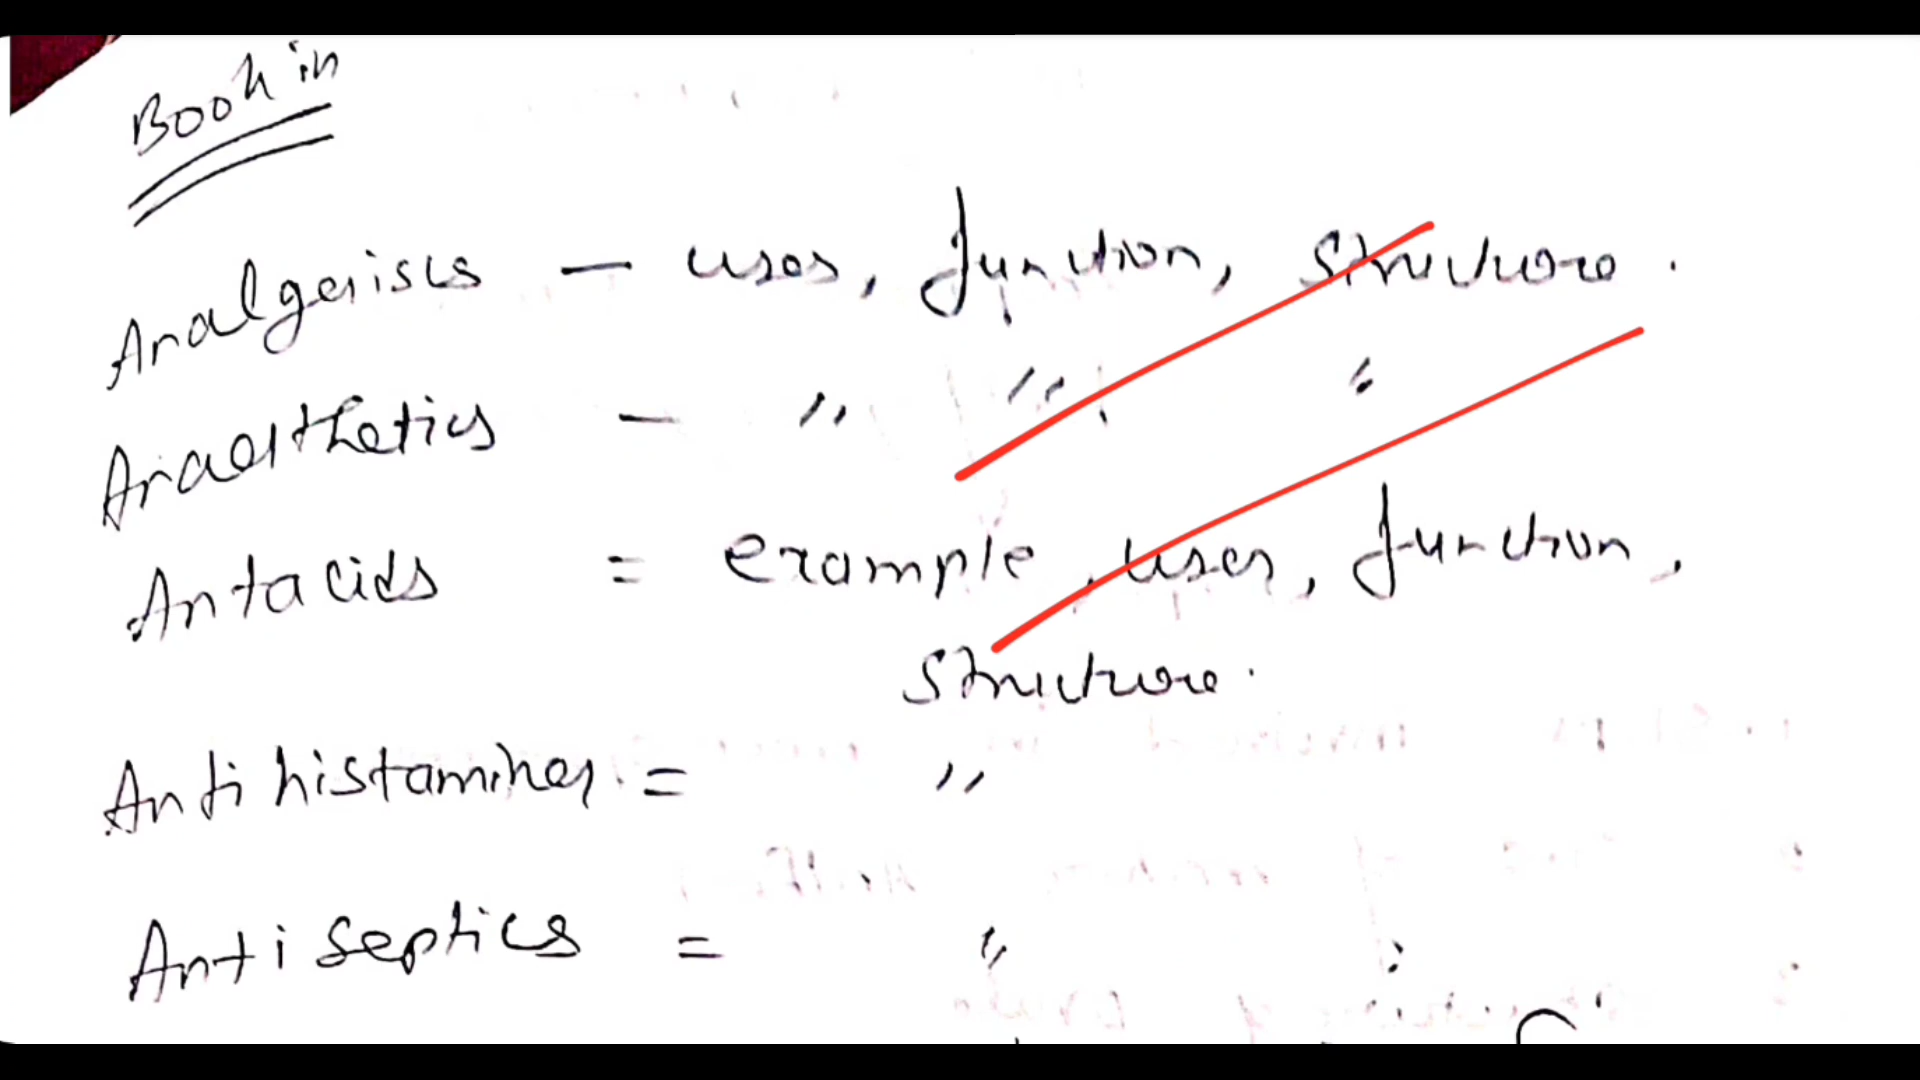 Book in
Analgesics – uses, function, structure.
Anaesthetics – " " "
Antacids = example, uses, function,
structure.
Antihistamines = "
Antiseptics = "